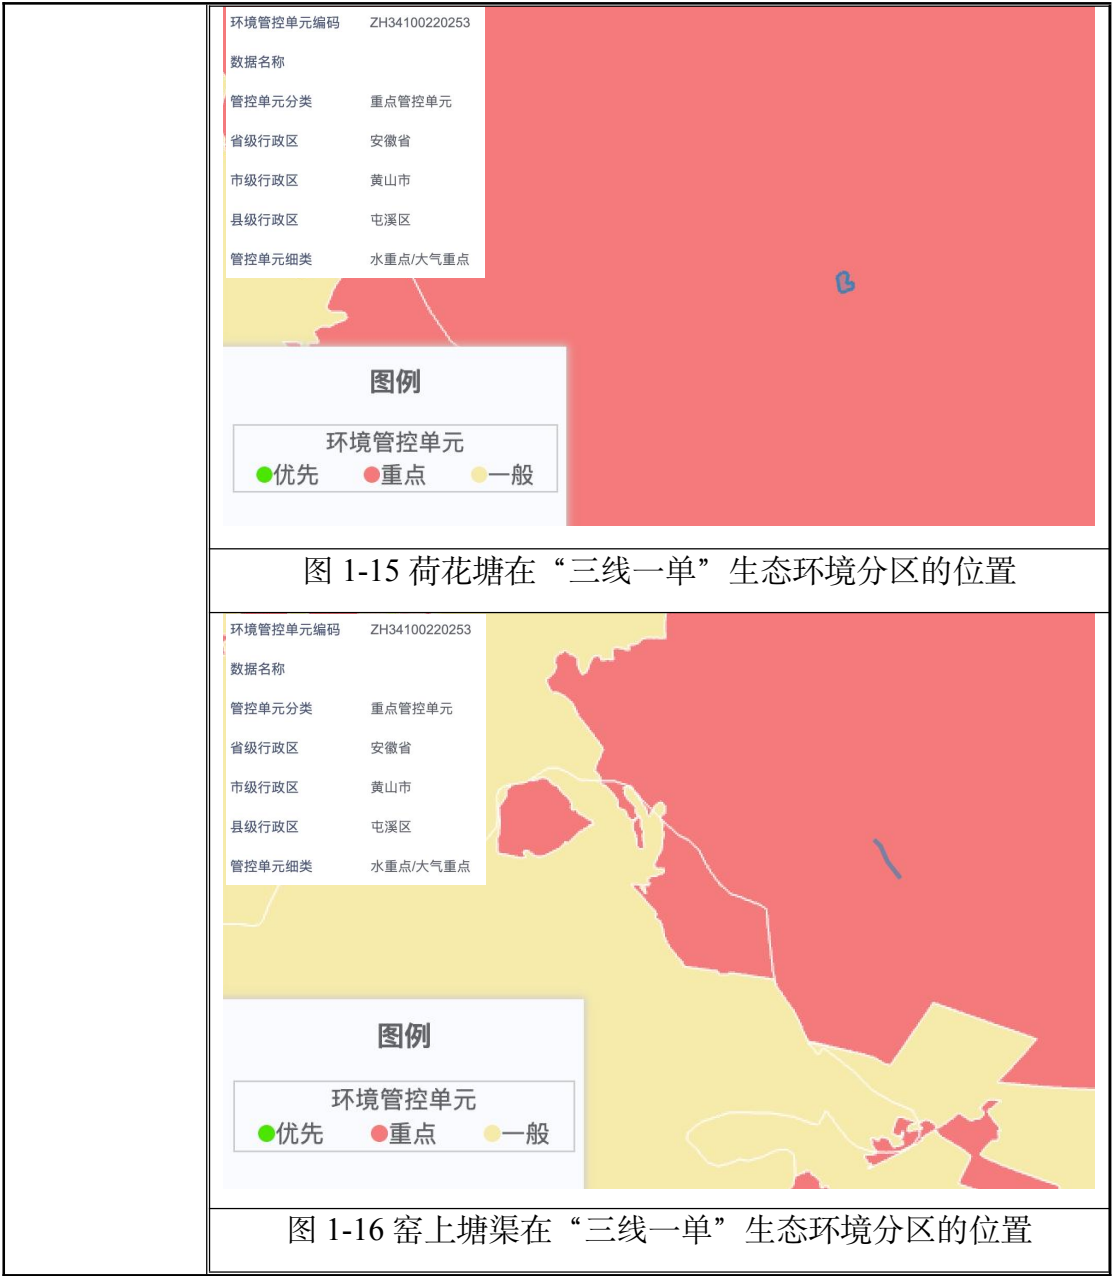 环境管控单元编码 ZH34100220253
数据名称
管控单元分类 重点管控单元
省级行政区 安徽省
市级行政区 黄山市
县级行政区 屯溪区
管控单元细类 水重点/大气重点
图例
环境管控单元
优先 重点 一般
图 1-15 荷花塘在“三线一单”生态环境分区的位置
环境管控单元编码 ZH34100220253
数据名称
管控单元分类 重点管控单元
省级行政区 安徽省
市级行政区 黄山市
县级行政区 屯溪区
管控单元细类 水重点/大气重点
图例
环境管控单元
优先 重点 一般
图 1-16 窑上塘渠在“三线一单”生态环境分区的位置